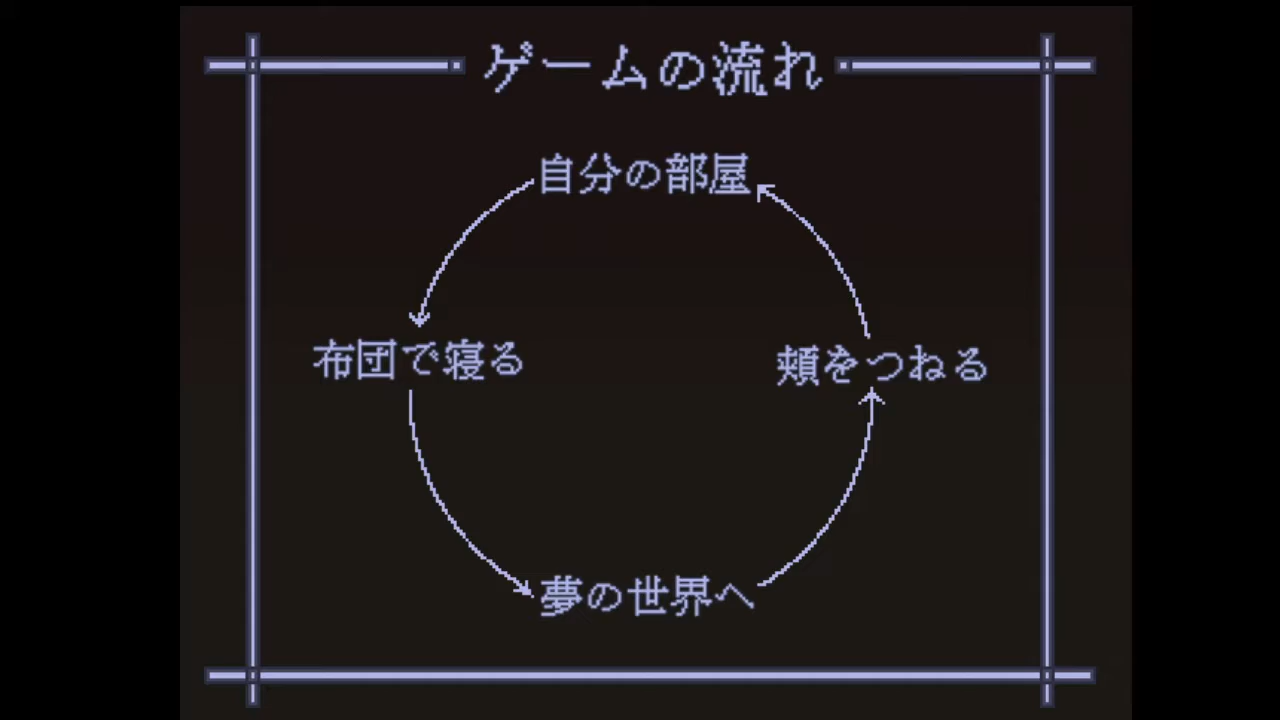 ゲームの流れ
自分の部屋
布団で寝る
頬をつねる
夢の世界へ